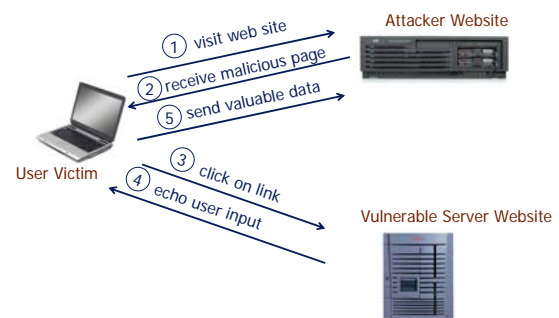 Attacker Website
1 visit web site
2 receive malicious page
5 send valuable data
User Victim
3 click on link
4 echo user input
Vulnerable Server Website